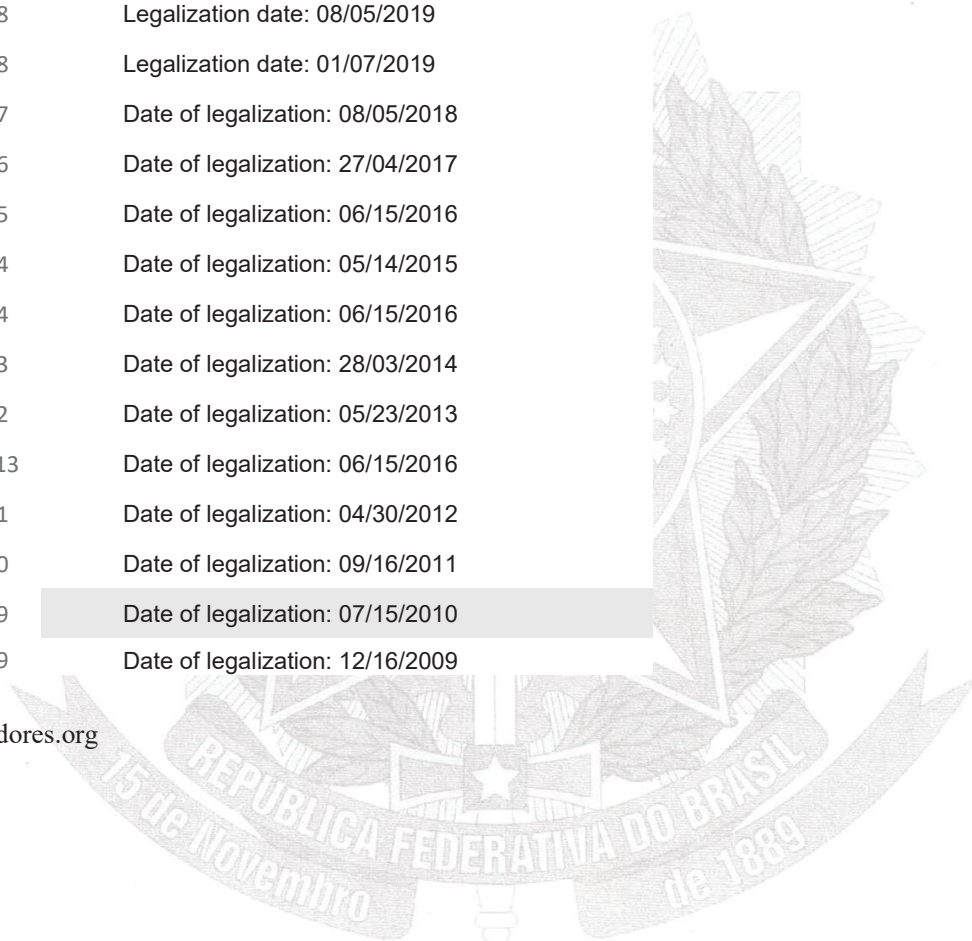 8 Legalization date: 08/05/2019
8 Legalization date: 01/07/2019
7 Date of legalization: 08/05/2018
6 Date of legalization: 27/04/2017
5 Date of legalization: 06/15/2016
4 Date of legalization: 05/14/2015
4 Date of legalization: 06/15/2016
3 Date of legalization: 28/03/2014
2 Date of legalization: 05/23/2013
13 Date of legalization: 06/15/2016
1 Date of legalization: 04/30/2012
0 Date of legalization: 09/16/2011
9 Date of legalization: 07/15/2010
9 Date of legalization: 12/16/2009
dores.org
REPUBLICA FEDERATIVA DO BRASIL
15 de Novembro de 1889